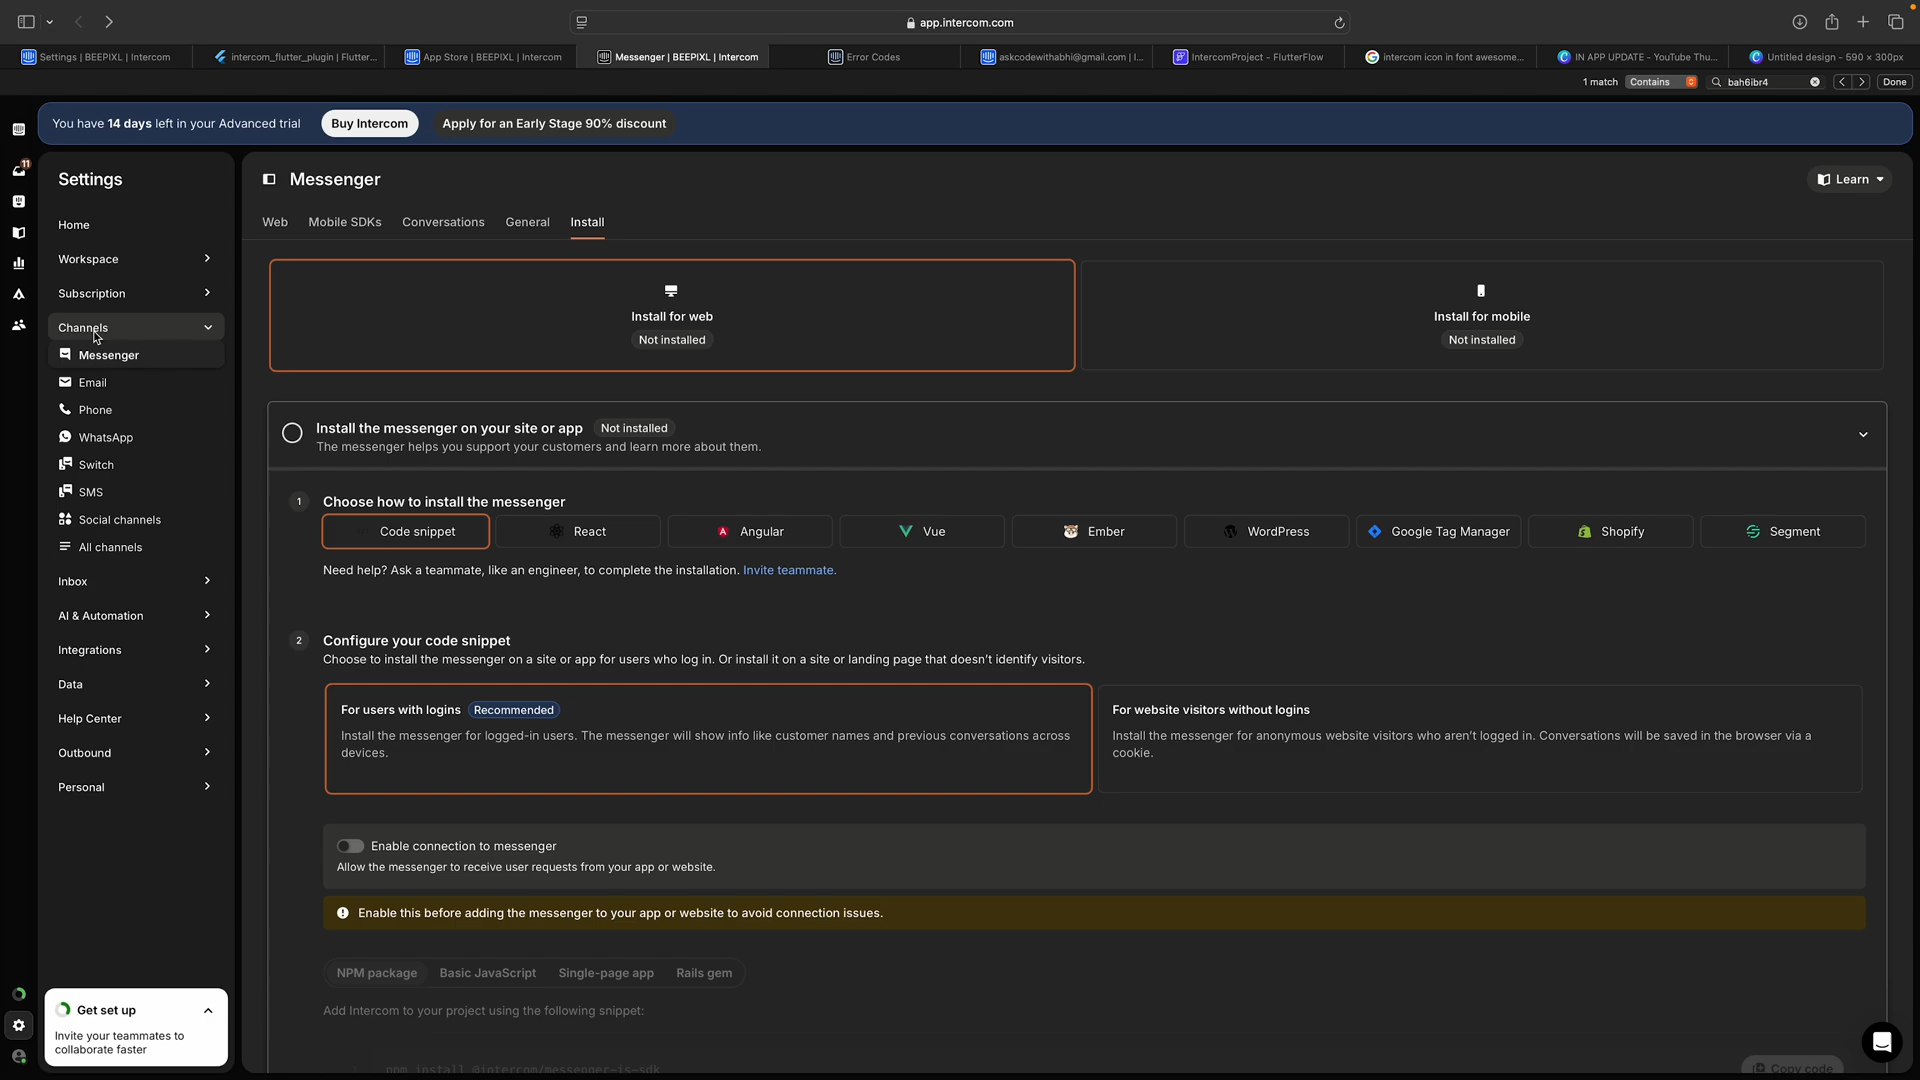 app.intercom.com
Settings | BEEPIXL | Intercom
intercom_flutter_plugin | Flutter...
App Store | BEEPIXL | Intercom
Messenger | BEEPIXL | Intercom
Error Codes
askcodewithabhi@gmail.com | I...
IntercomProject - FlutterFlow
intercom icon in font awesome...
IN APP UPDATE - YouTube Thu...
Untitled design - 590 × 300px
1 match
Contains
bah6ibr4
Done
You have 14 days left in your Advanced trial
Buy Intercom
Apply for an Early Stage 90% discount
11
Settings
Home
Workspace
Subscription
Channels
Messenger
Email
Phone
WhatsApp
Switch
SMS
Social channels
All channels
Inbox
AI & Automation
Integrations
Data
Help Center
Outbound
Personal
Get set up
Invite your teammates to
collaborate faster
Messenger
Learn
Web
Mobile SDKs
Conversations
General
Install
Install for web
Not installed
Install for mobile
Not installed
Install the messenger on your site or app
Not installed
The messenger helps you support your customers and learn more about them.
1
Choose how to install the messenger
Code snippet
React
Angular
Vue
Ember
WordPress
Google Tag Manager
Shopify
Segment
Need help? Ask a teammate, like an engineer, to complete the installation. Invite teammate.
2
Configure your code snippet
Choose to install the messenger on a site or app for users who log in. Or install it on a site or landing page that doesn't identify visitors.
For users with logins
Recommended
Install the messenger for logged-in users. The messenger will show info like customer names and previous conversations across
devices.
For website visitors without logins
Install the messenger for anonymous website visitors who aren't logged in. Conversations will be saved in the browser via a
cookie.
Enable connection to messenger
Allow the messenger to receive user requests from your app or website.
Enable this before adding the messenger to your app or website to avoid connection issues.
NPM package
Basic JavaScript
Single-page app
Rails gem
Add Intercom to your project using the following snippet:
npm install @intercom/messenger-js-sdk
Copy code